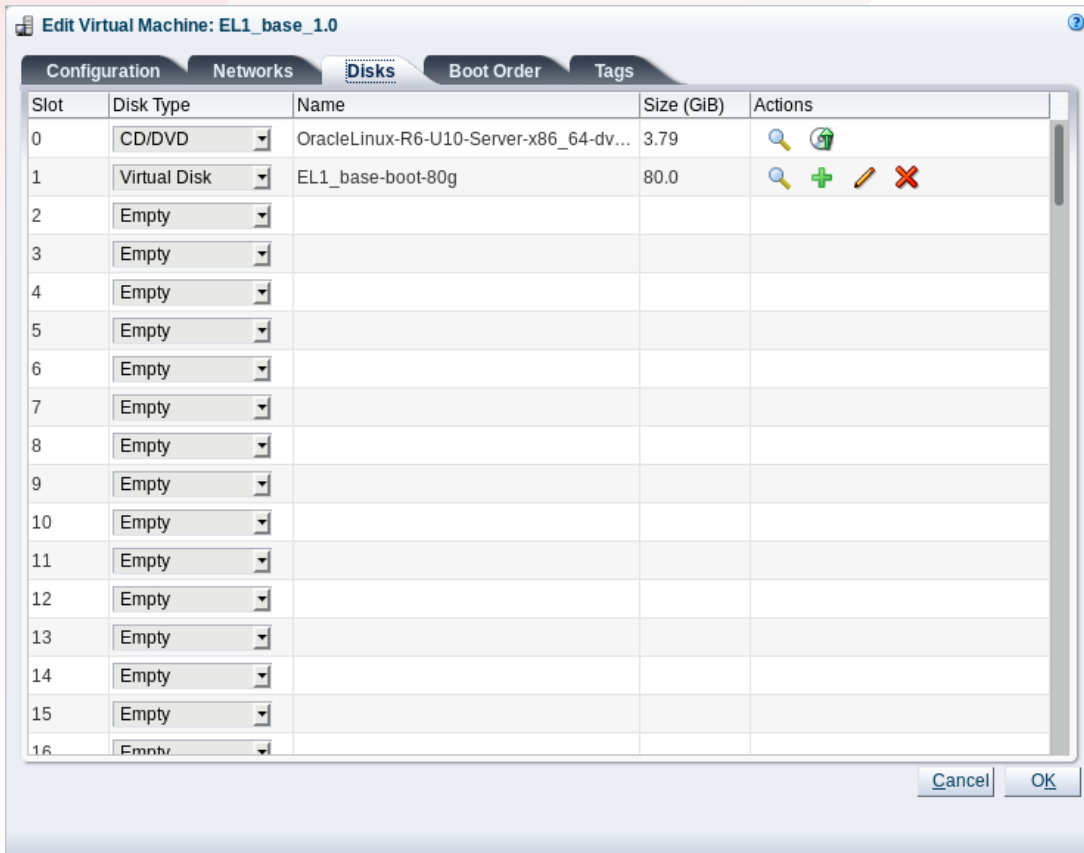 Edit Virtual Machine: EL1_base_1.0 ?
Configuration Networks Disks Boot Order Tags
Slot Disk Type Name Size (GiB) Actions
0 CD/DVD OracleLinux-R6-U10-Server-x86_64-dv... 3.79
1 Virtual Disk EL1_base-boot-80g 80.0
2 Empty
3 Empty
4 Empty
5 Empty
6 Empty
7 Empty
8 Empty
9 Empty
10 Empty
11 Empty
12 Empty
13 Empty
14 Empty
15 Empty
16 Empty
Cancel OK